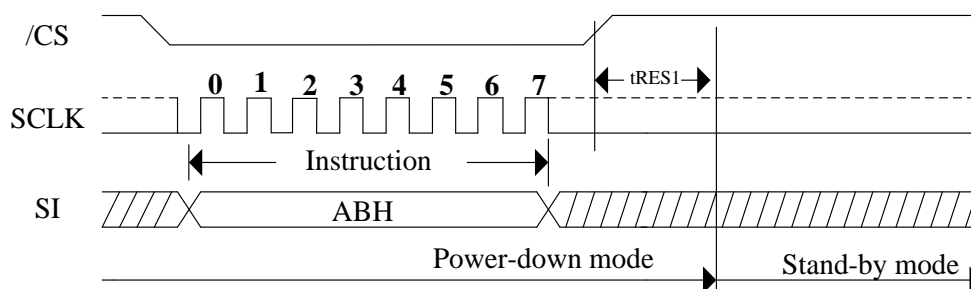 /CS
tRES1
0 1 2 3 4 5 6 7
SCLK
Instruction
SI
ABH
Power-down mode
Stand-by mode